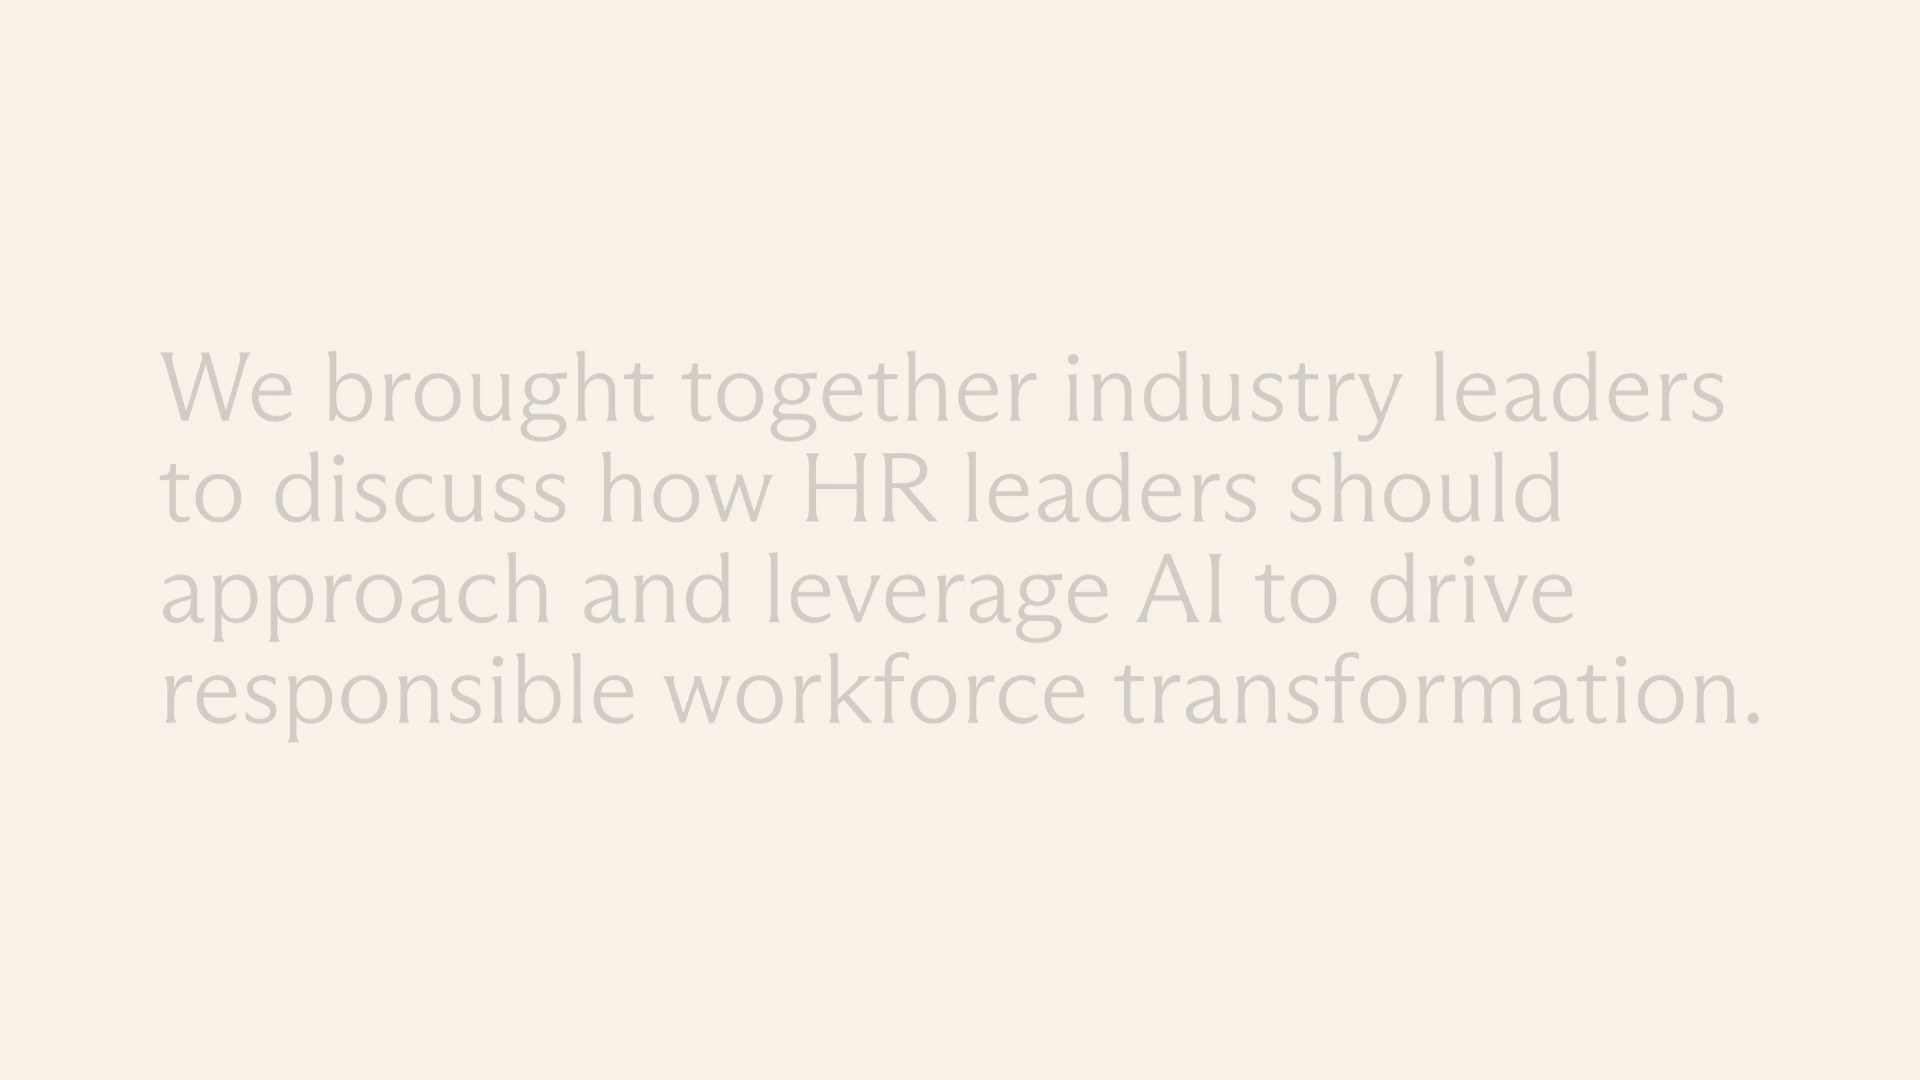 We brought together industry leaders
to discuss how HR leaders should
approach and leverage AI to drive
responsible workforce transformation.